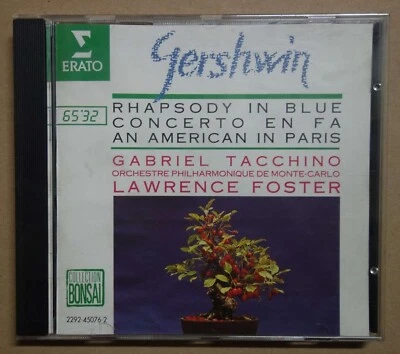 ERATO
Gershwin
65'32
RHAPSODY IN BLUE
CONCERTO EN FA
AN AMERICAN IN PARIS
GABRIEL TACCHINO
ORCHESTRE PHILHARMONIQUE DE MONTE-CARLO
LAWRENCE FOSTER
COLLECTION
BONSAI
2292-45076-2